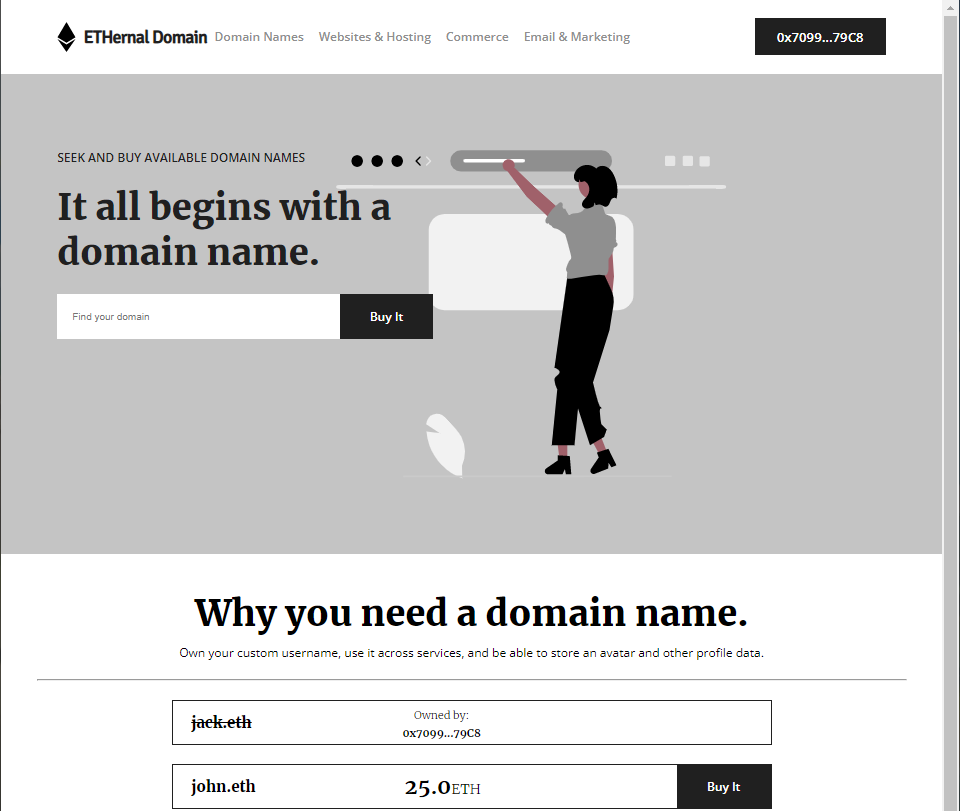 ETHernal Domain Domain Names Websites & Hosting Commerce Email & Marketing 0x7099...79C8
SEEK AND BUY AVAILABLE DOMAIN NAMES
It all begins with a
domain name.
Find your domain Buy It
Why you need a domain name.
Own your custom username, use it across services, and be able to store an avatar and other profile data.
jack.eth Owned by:
0x7099...79C8
john.eth 25.0ETH Buy It